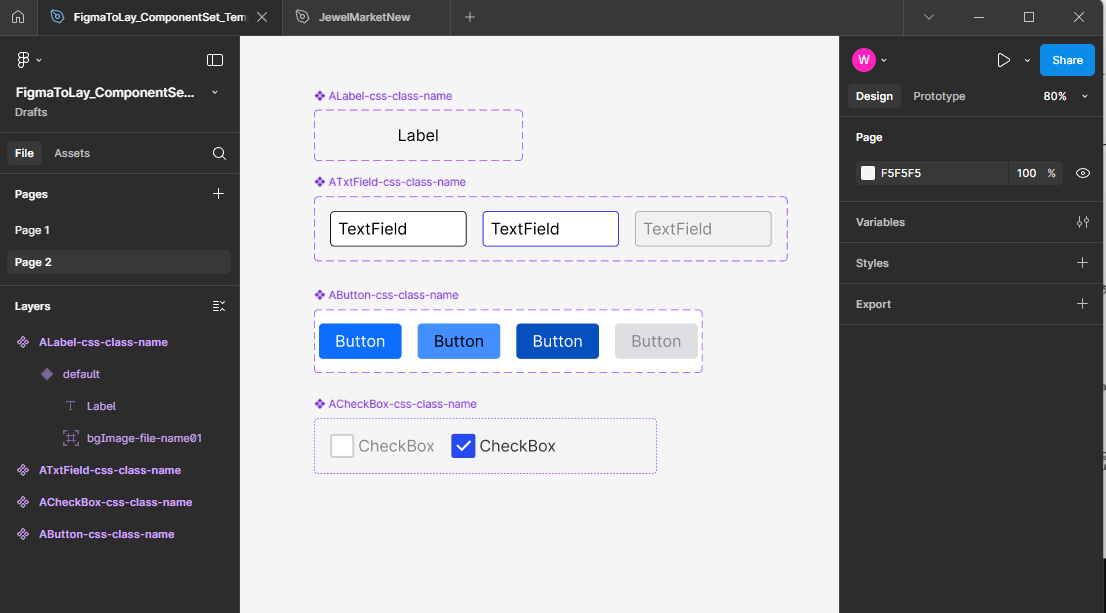 FigmaToLay_ComponentSet_Tem
JewelMarketNew
FigmaToLay_ComponentSe...
Drafts
File
Assets
Pages
Page 1
Page 2
Layers
ALabel-css-class-name
default
Label
bgImage-file-name01
ATxtField-css-class-name
ACheckBox-css-class-name
AButton-css-class-name
ALabel-css-class-name
Label
ATxtField-css-class-name
TextField TextField TextField
AButton-css-class-name
Button Button Button Button
ACheckBox-css-class-name
CheckBox CheckBox
W
Share
Design Prototype 80%
Page
F5F5F5 100 %
Variables
Styles
Export